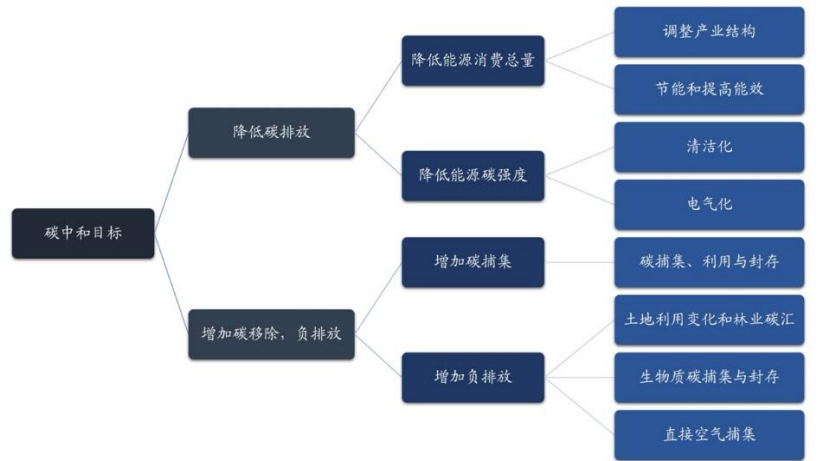 碳中和目标
降低碳排放
降低能源消费总量
调整产业结构
节能和提高能效
降低能源碳强度
清洁化
电气化
增加碳移除，负排放
增加碳捕集
碳捕集、利用与封存
增加负排放
土地利用变化和林业碳汇
生物质碳捕集与封存
直接空气捕集